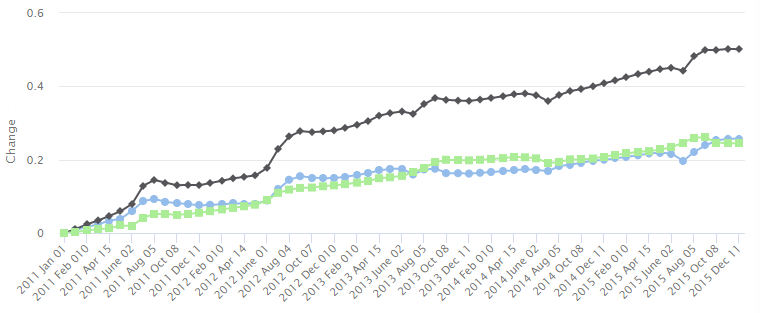 0.6
0.4
0.2
0
Change
2011 Jan 01
2011 Feb 010
2011 Apr 15
2011 June 02
2011 Aug 05
2011 Oct 08
2011 Dec 11
2012 Feb 010
2012 Apr 14
2012 June 01
2012 Aug 04
2012 Oct 07
2012 Dec 010
2013 Feb 010
2013 Apr 15
2013 June 02
2013 Aug 05
2013 Oct 08
2013 Dec 11
2014 Feb 010
2014 Apr 15
2014 June 02
2014 Aug 05
2014 Oct 08
2014 Dec 11
2015 Feb 010
2015 Apr 15
2015 June 02
2015 Aug 05
2015 Oct 08
2015 Dec 11